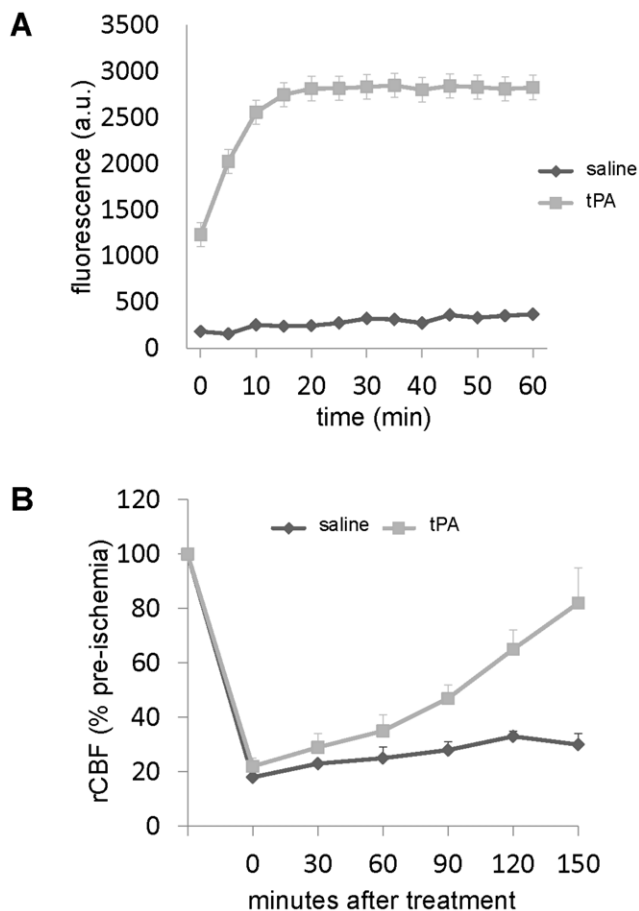 A
3500
3000
2500
2000
1500
1000
500
0
fluorescence (a.u.)
saline
tPA
0 10 20 30 40 50 60
time (min)
B
120
100
80
60
40
20
0
rCBF (% pre-ischemia)
saline tPA
0 30 60 90 120 150
minutes after treatment